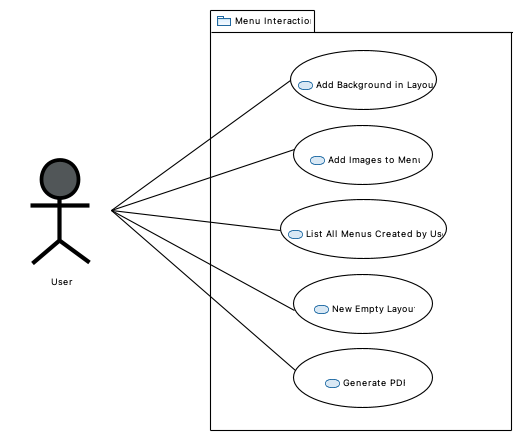 Menu Interaction
Add Background in Layou
Add Images to Menu
List All Menus Created by Us
User
New Empty Layou
Generate PDF